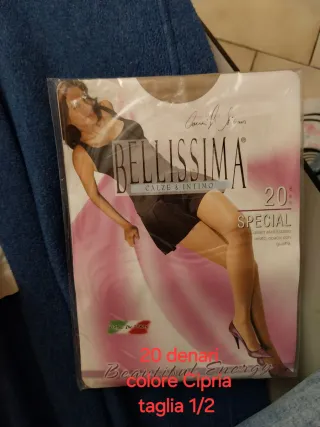 BELLISSIMA
CALZE & INTIMO
20
SPECIAL
Beautiful Energy
20 denari
colore Cipria
taglia 1/2